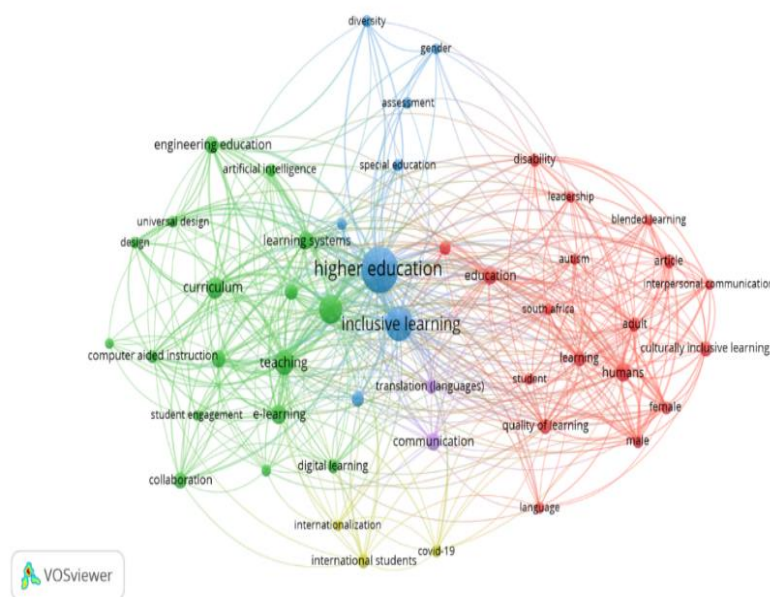 diversity
gender
assessment
special education
engineering education
artificial intelligence
disability
leadership
universal design
blended learning
design
learning systems
autism
article
higher education
education
interpersonal communication
curriculum
south africa
inclusive learning
adult
computer aided instruction
teaching
learning
culturally inclusive learning
humans
student
translation (languages)
student engagement
e-learning
female
quality of learning
communication
male
collaboration
digital learning
language
internationalization
covid-19
international students
VOSviewer